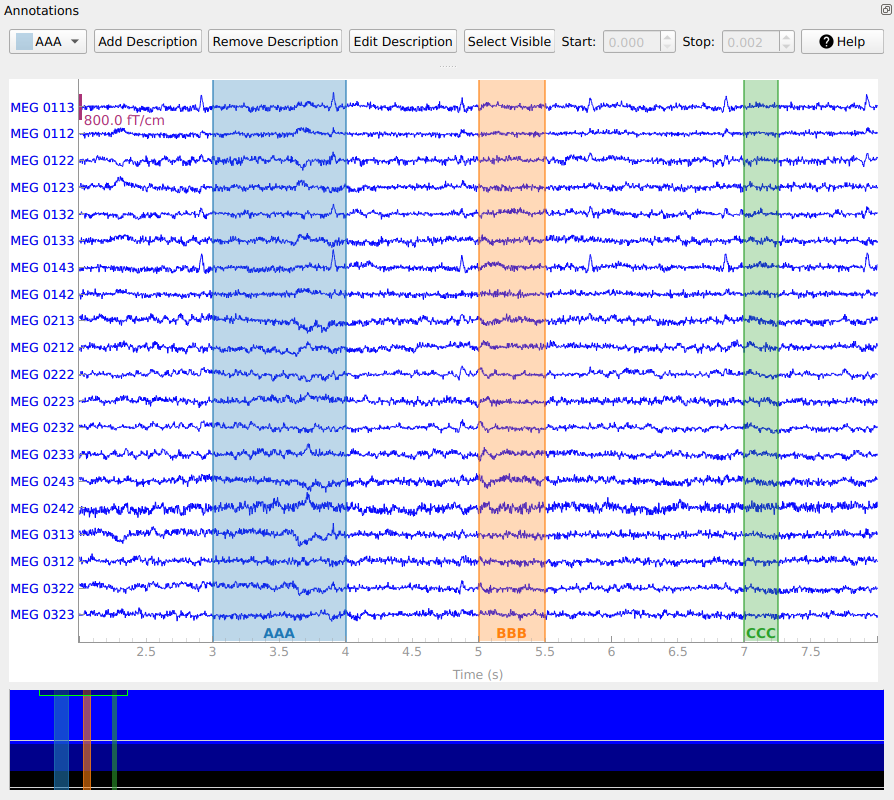 Annotations
AAA Add Description Remove Description Edit Description Select Visible Start: 0.000 Stop: 0.002 Help
MEG 0113
800.0 fT/cm
MEG 0112
MEG 0122
MEG 0123
MEG 0132
MEG 0133
MEG 0143
MEG 0142
MEG 0213
MEG 0212
MEG 0222
MEG 0223
MEG 0232
MEG 0233
MEG 0243
MEG 0242
MEG 0313
MEG 0312
MEG 0322
MEG 0323
AAA BBB CCC
2.5 3 3.5 4 4.5 5 5.5 6 6.5 7 7.5
Time (s)